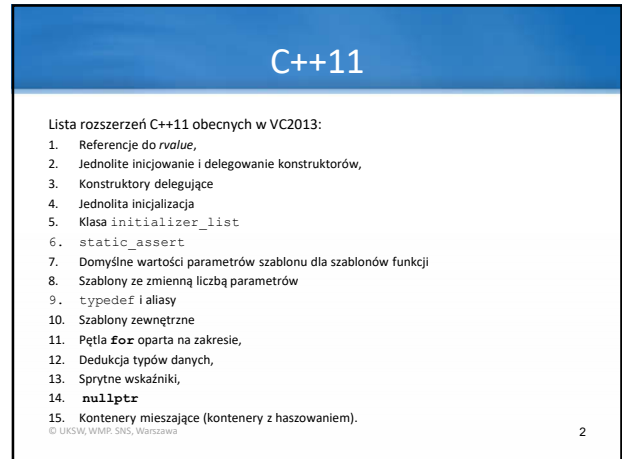 C++11
Lista rozszerzeń C++11 obecnych w VC2013:
1. Referencje do rvalue,
2. Jednolite inicjowanie i delegowanie konstruktorów,
3. Konstruktory delegujące
4. Jednolita inicjalizacja
5. Klasa initializer_list
6. static_assert
7. Domyślne wartości parametrów szablonu dla szablonów funkcji
8. Szablony ze zmienną liczbą parametrów
9. typedef i aliasy
10. Szablony zewnętrzne
11. Pętla for oparta na zakresie,
12. Dedukcja typów danych,
13. Sprytne wskaźniki,
14. nullptr
15. Kontenery mieszające (kontenery z haszowaniem).
© UKSW, WMP. SNS, Warszawa
2